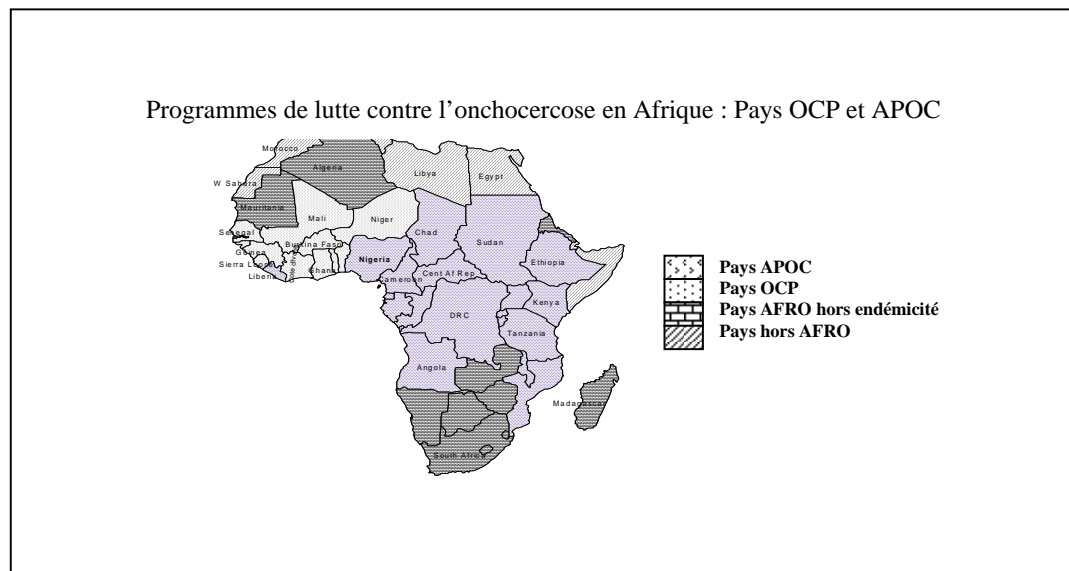 Programmes de lutte contre l'onchocercose en Afrique : Pays OCP et APOC
Morocco
Algeria
Libya
Egypt
W Sahara
Mauritania
Mali
Niger
Senegal
Chad
Sudan
Burkina Faso
Guinea
Nigeria
Ethiopia
Sierra Leone
Ghana
Liberia
Cameroon
Cent Af Rep
DRC
Kenya
Tanzania
Angola
Madagascar
South Africa
Pays APOC
Pays OCP
Pays AFRO hors endémicité
Pays hors AFRO